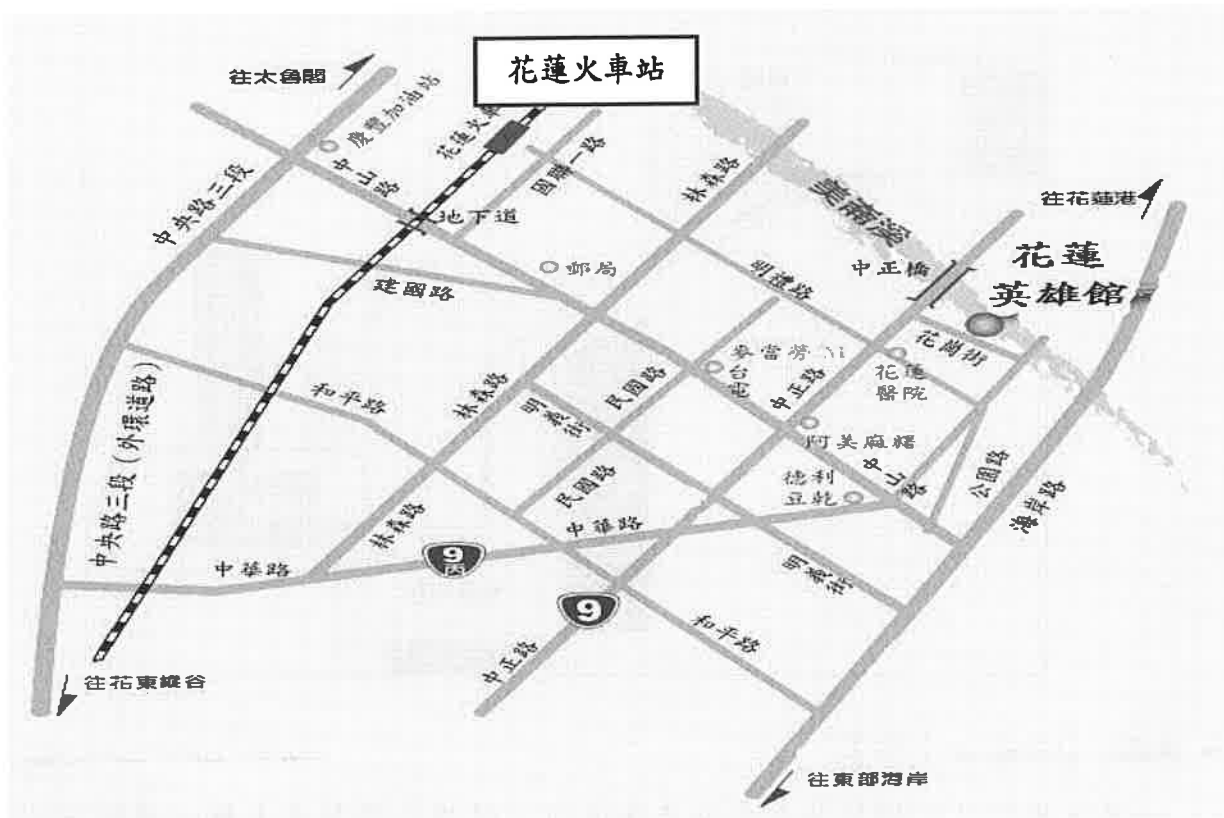 花蓮火車站
往太魯閣
慶豐加油站
花蓮火車
中山路
地下道
國聯一路
林森路
美崙溪
往花蓮港
中央路三段
建國路
郵局
明禮路
中正橋
花蓮
英雄館
花崗街
花蓮
醫院
麥當勞
中正路
民國路
明義街
林森路
和平路
阿美麻糬
中山路
公園路
海岸路
德利
豆乾
民國路
中華路
中央路三段(外環道路)
林森路
中華路
9
丙
9
明義街
和平路
中正路
往花東縱谷
往東部海岸